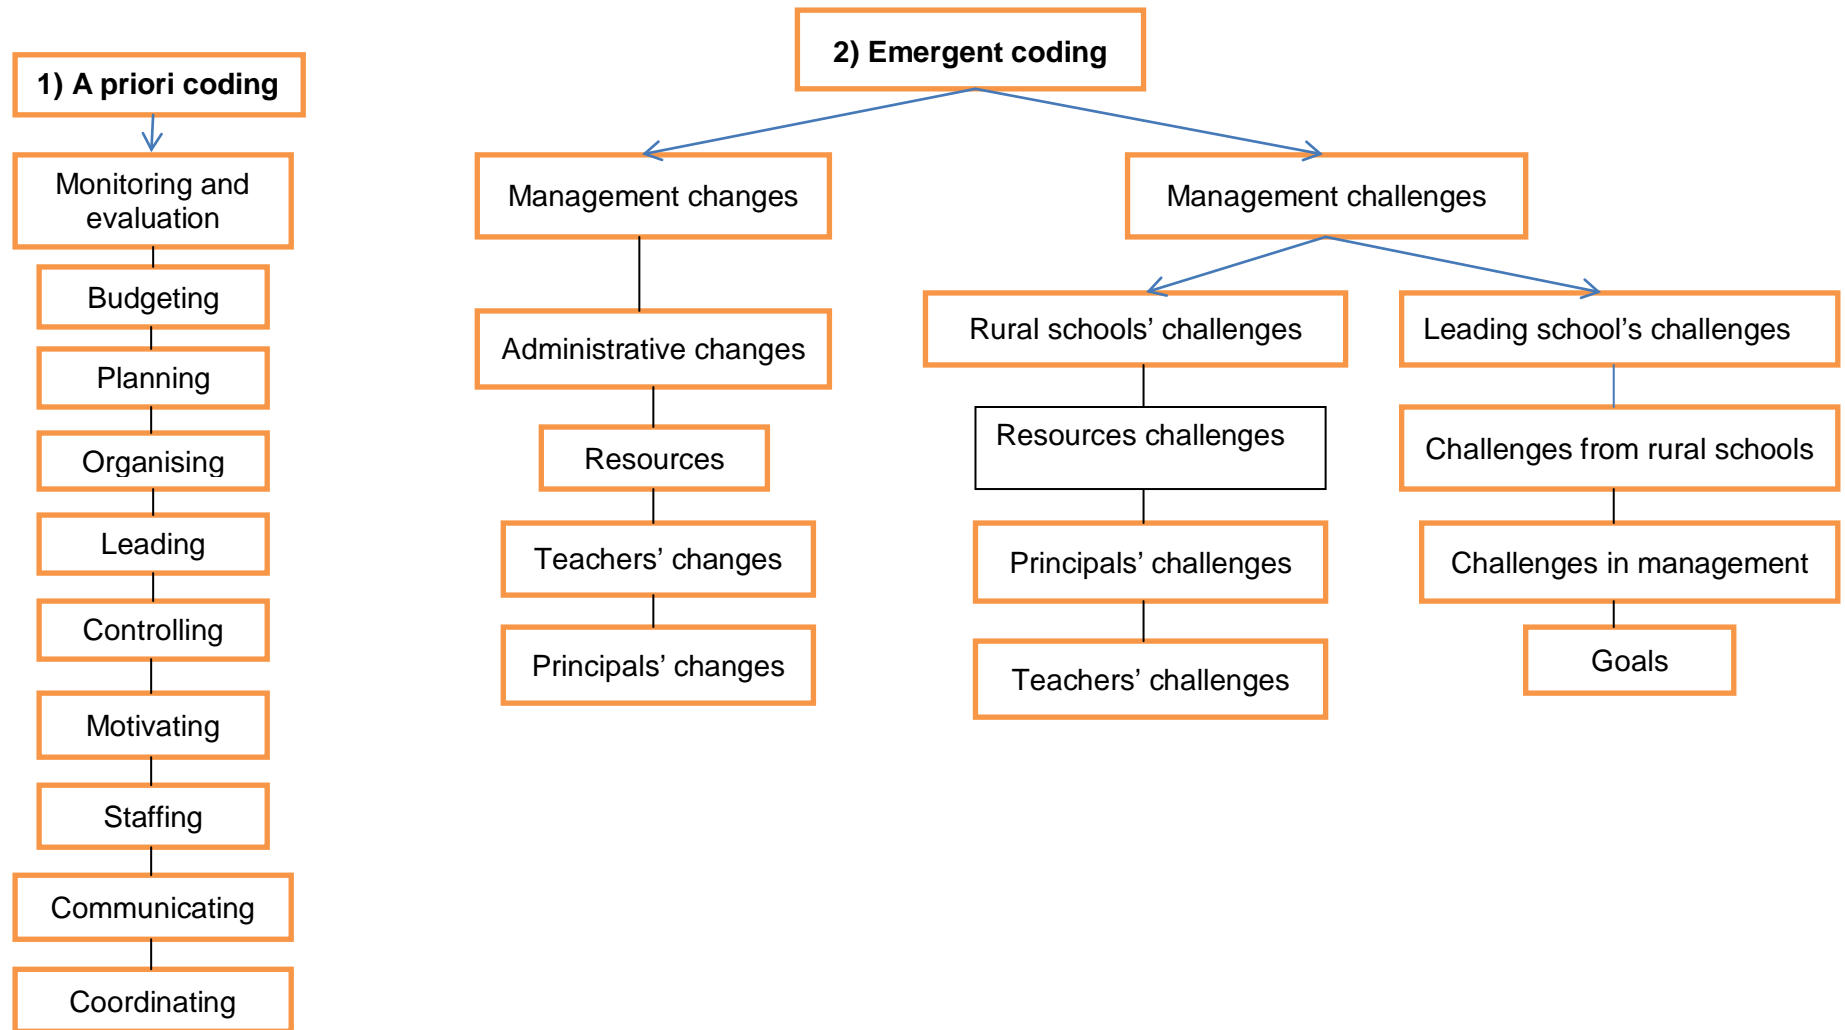 1) A priori coding
Monitoring and
evaluation
Budgeting
Planning
Organising
Leading
Controlling
Motivating
Staffing
Communicating
Coordinating
2) Emergent coding
Management changes
Administrative changes
Resources
Teachers’ changes
Principals’ changes
Management challenges
Rural schools’ challenges
Resources challenges
Principals’ challenges
Teachers’ challenges
Leading school’s challenges
Challenges from rural schools
Challenges in management
Goals